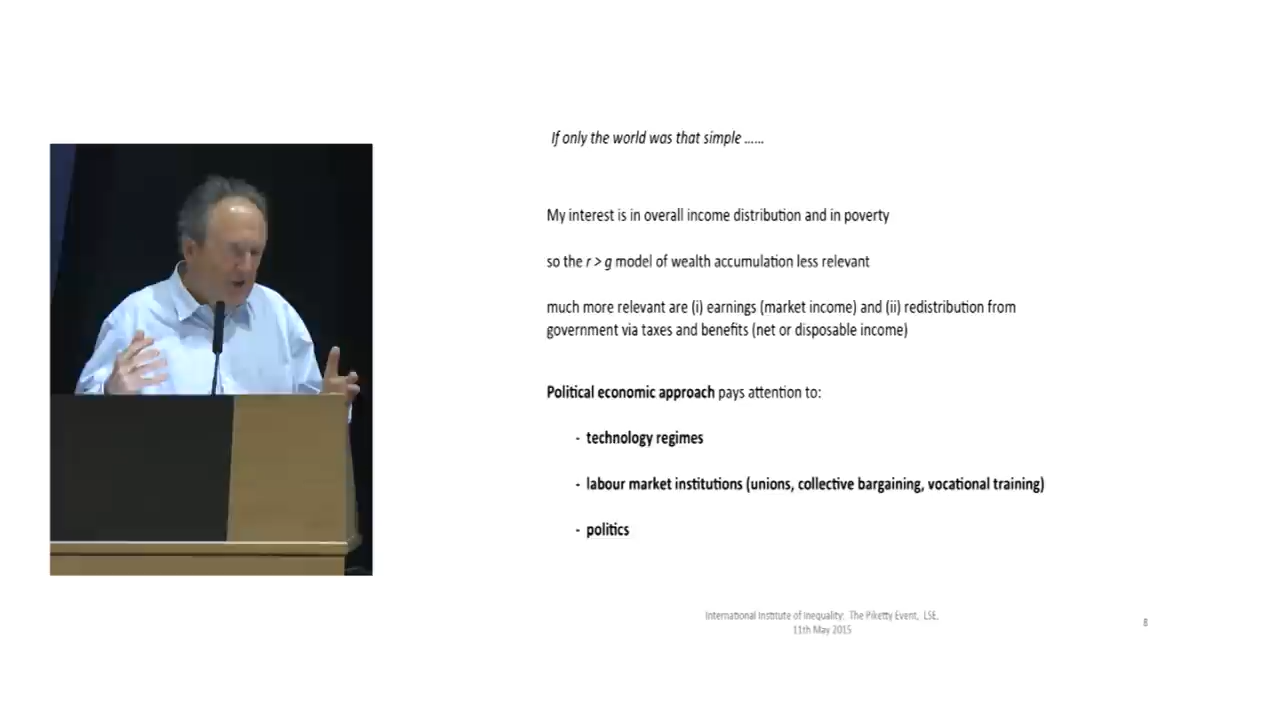 If only the world was that simple ......
My interest is in overall income distribution and in poverty
so the r > g model of wealth accumulation less relevant
much more relevant are (i) earnings (market income) and (ii) redistribution from
government via taxes and benefits (net or disposable income)
Political economic approach pays attention to:
- technology regimes
- labour market institutions (unions, collective bargaining, vocational training)
- politics
International Institute of Inequality: The Piketty Event, LSE,
11th May 2015
8